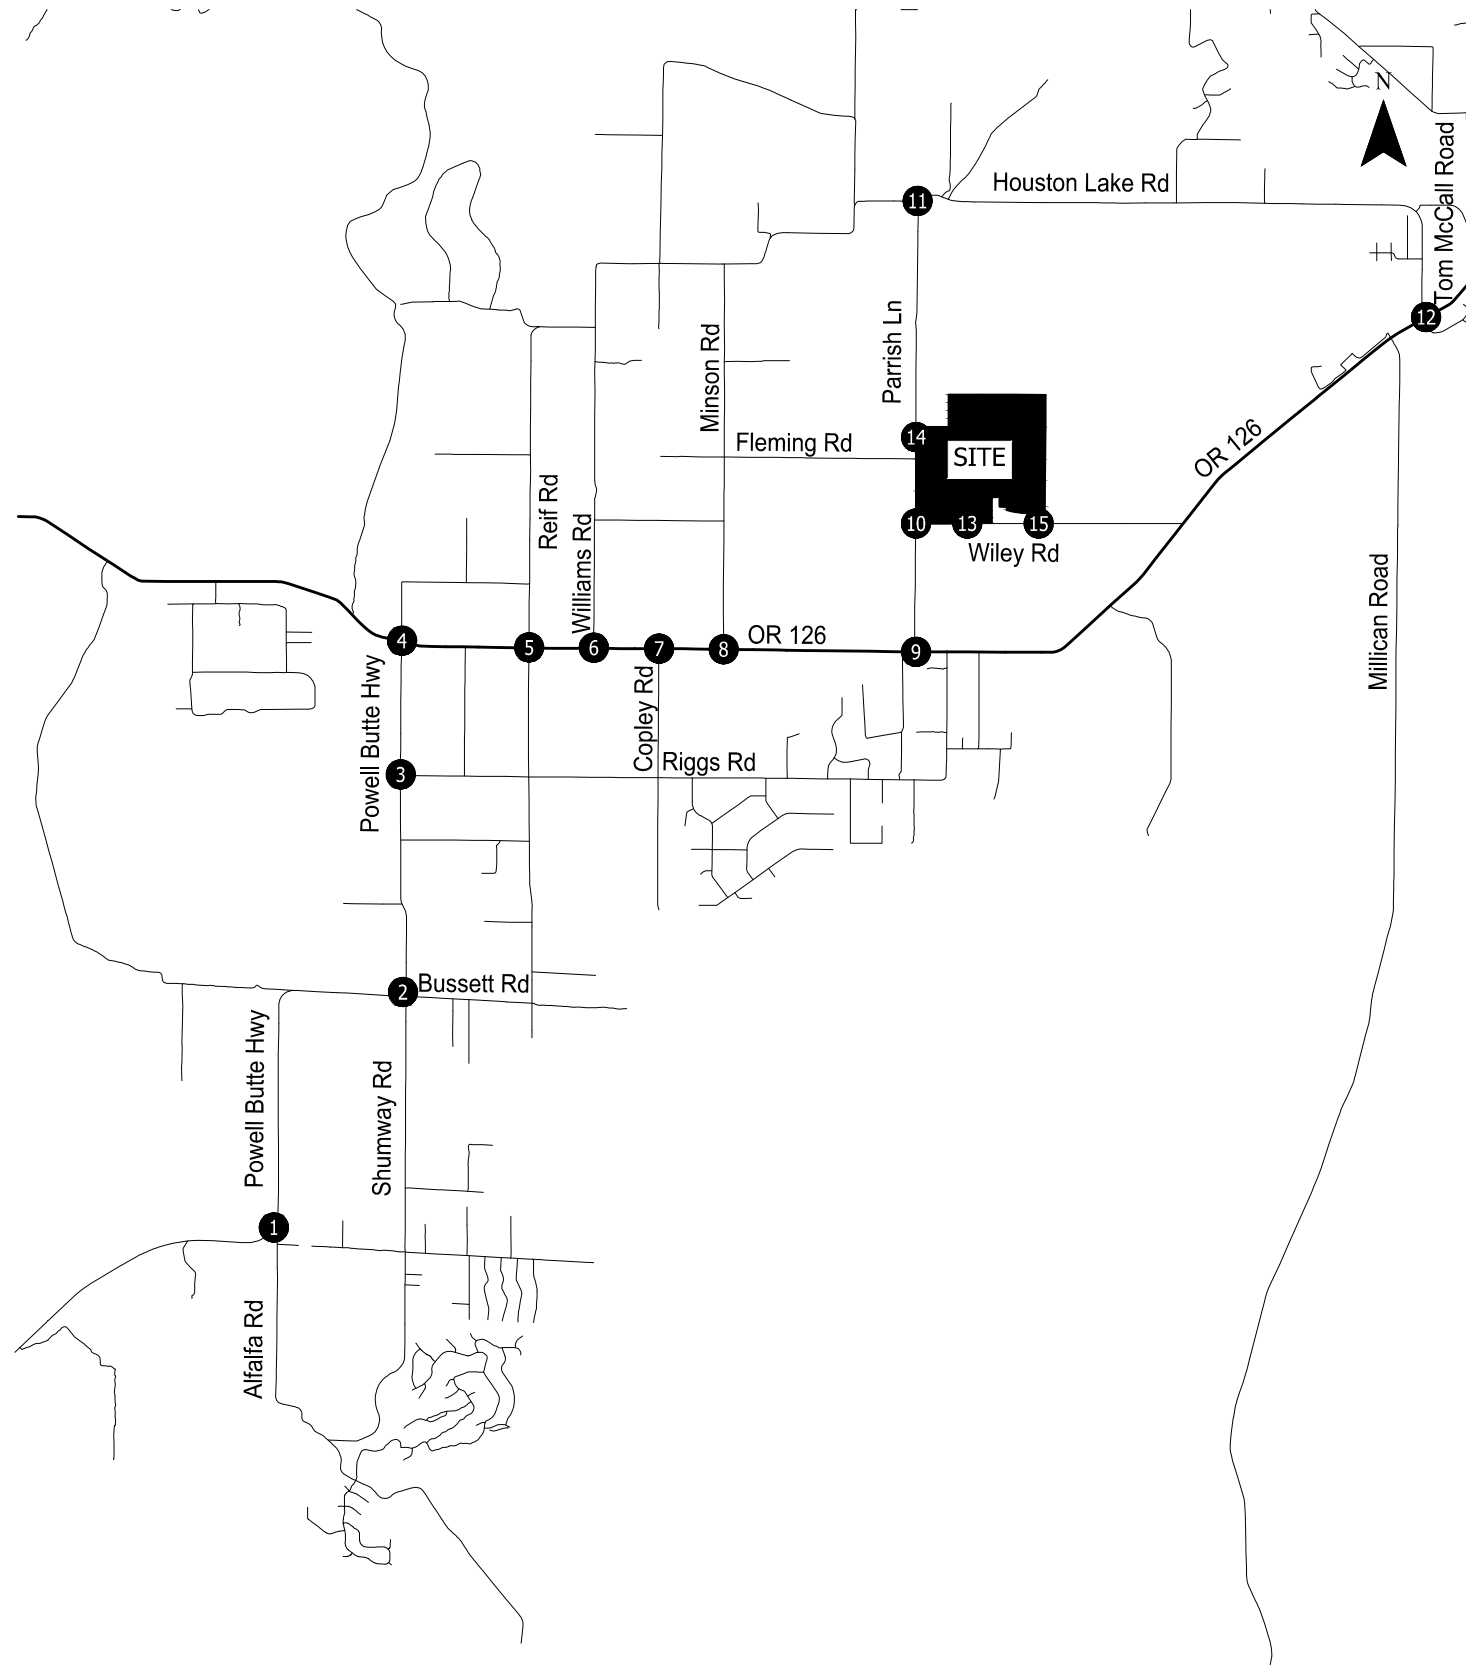 N
Tom McCall Road
Houston Lake Rd
11
12
Parrish Ln
Minson Rd
OR 126
14
Fleming Rd
SITE
Reif Rd
Williams Rd
10
13
15
Wiley Rd
Millican Road
4
5
6
7
8
OR 126
9
Powell Butte Hwy
Copley Rd
3
Riggs Rd
2
Bussett Rd
Powell Butte Hwy
Shumway Rd
1
Alfalfa Rd